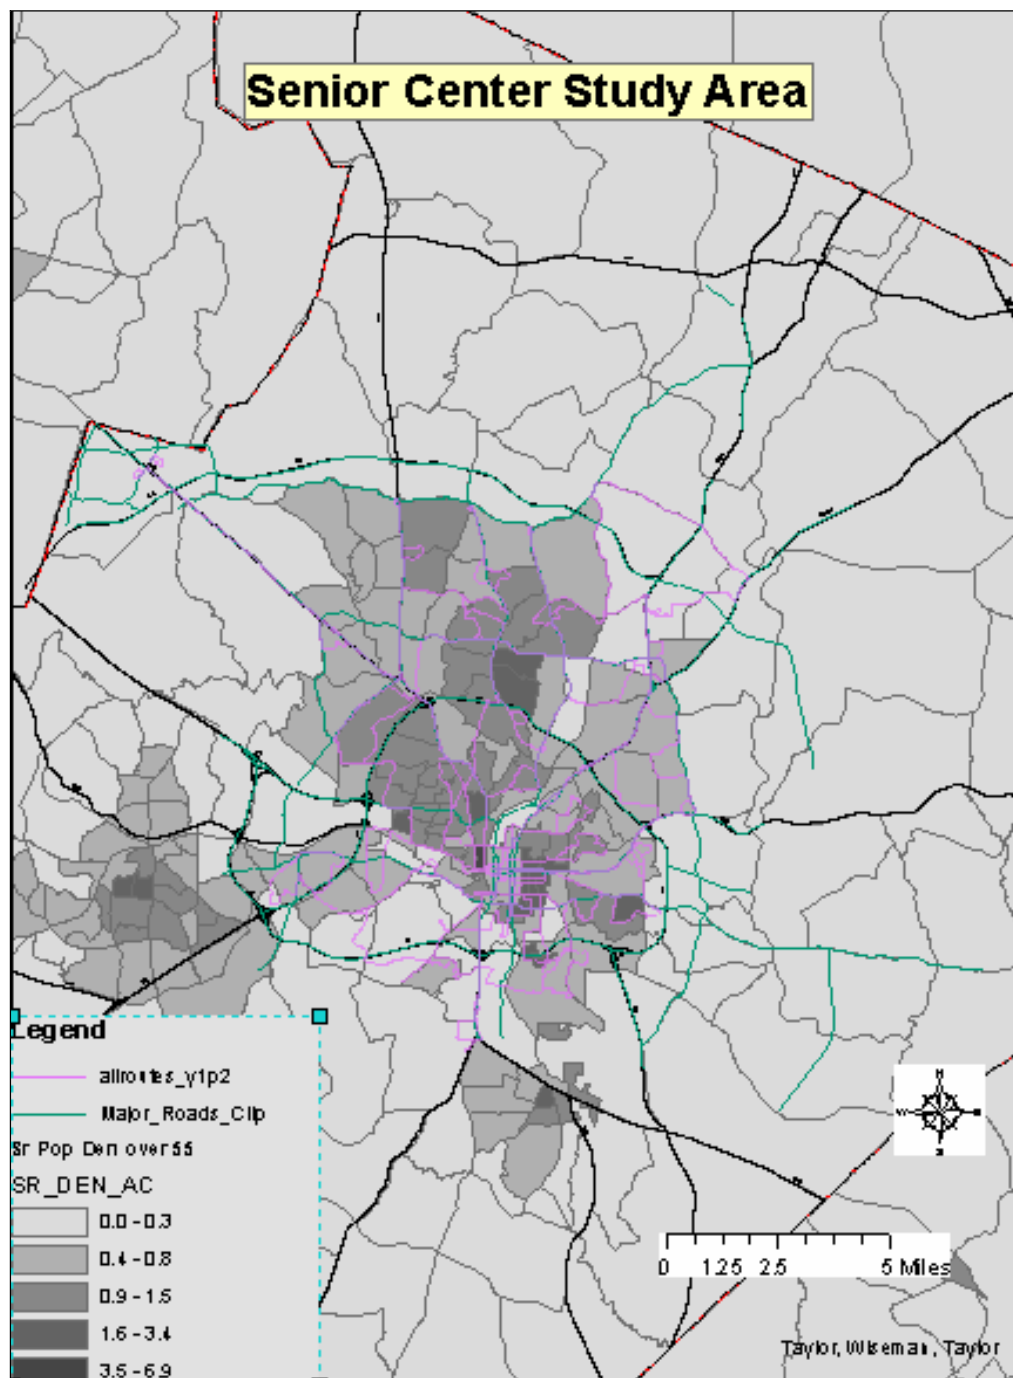 Senior Center Study Area
Legend
allroutes_y1p2
Major_Roads_Clip
Sr Pop Den over 55
SR_DEN_AC
0.0 - 0.3
0.4 - 0.8
0.9 - 1.5
1.6 - 3.4
3.5 - 6.9
N
W
E
S
0 1.25 2.5 5 Miles
Taylor, Wiseman, Taylor